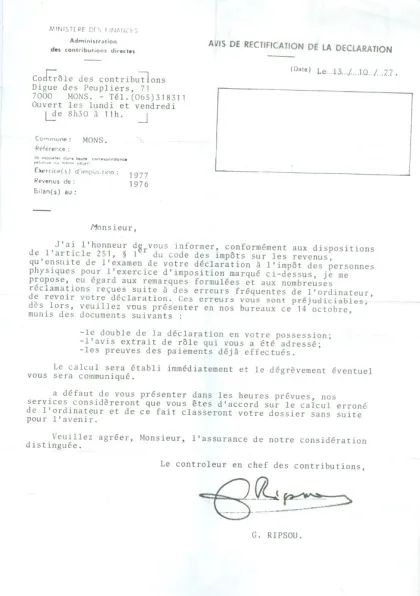 MINISTERE DES FINANCES
Administration
des contributions directes
AVIS DE RECTIFICATION DE LA DECLARATION
(Date) Le 13 / 10 / 77.
Contrôle des contributions
Digue des Peupliers, 71
7000 MONS. - Tél.(065)318311
Ouvert les lundi et vendredi
de 8h30 à 11h.
Commune : MONS.
Référence :
à rappeler dans toute correspondance
Exercice(s) d'imposition : 1977
Revenus de : 1976
Bilan(s) au :
Monsieur,
J'ai l'honneur de vous informer, conformément aux dispositions
de l'article 251, § 1er du Code des impôts sur les revenus,
qu'ensuite de l'examen de votre déclaration à l'impôt des personnes
physiques pour l'exercice d'imposition marqué ci-dessus, je me
propose, eu égard aux remarques formulées et aux nombreuses
réclamations reçues suite à des erreurs fréquentes de l'ordinateur,
de revoir votre déclaration. Ces erreurs vous sont préjudiciables;
dès lors, veuillez vous présenter en nos bureaux ce 14 octobre,
munis des documents suivants :
-le double de la déclaration en votre possession;
-l'avis extrait de rôle qui vous a été adressé;
-les preuves des paiements déjà effectués.
Le calcul sera établi immédiatement et le dégrèvement éventuel
vous sera communiqué.
a défaut de vous présenter dans les heures prévues, nos
services considèreront que vous êtes d'accord sur le calcul erroné
de l'ordinateur et de ce fait classeront votre dossier sans suite
pour l'avenir.
Veuillez agréer, Monsieur, l'assurance de notre considération
distinguée.
Le controleur en chef des contributions,
Ripsou
G. RIPSOU.